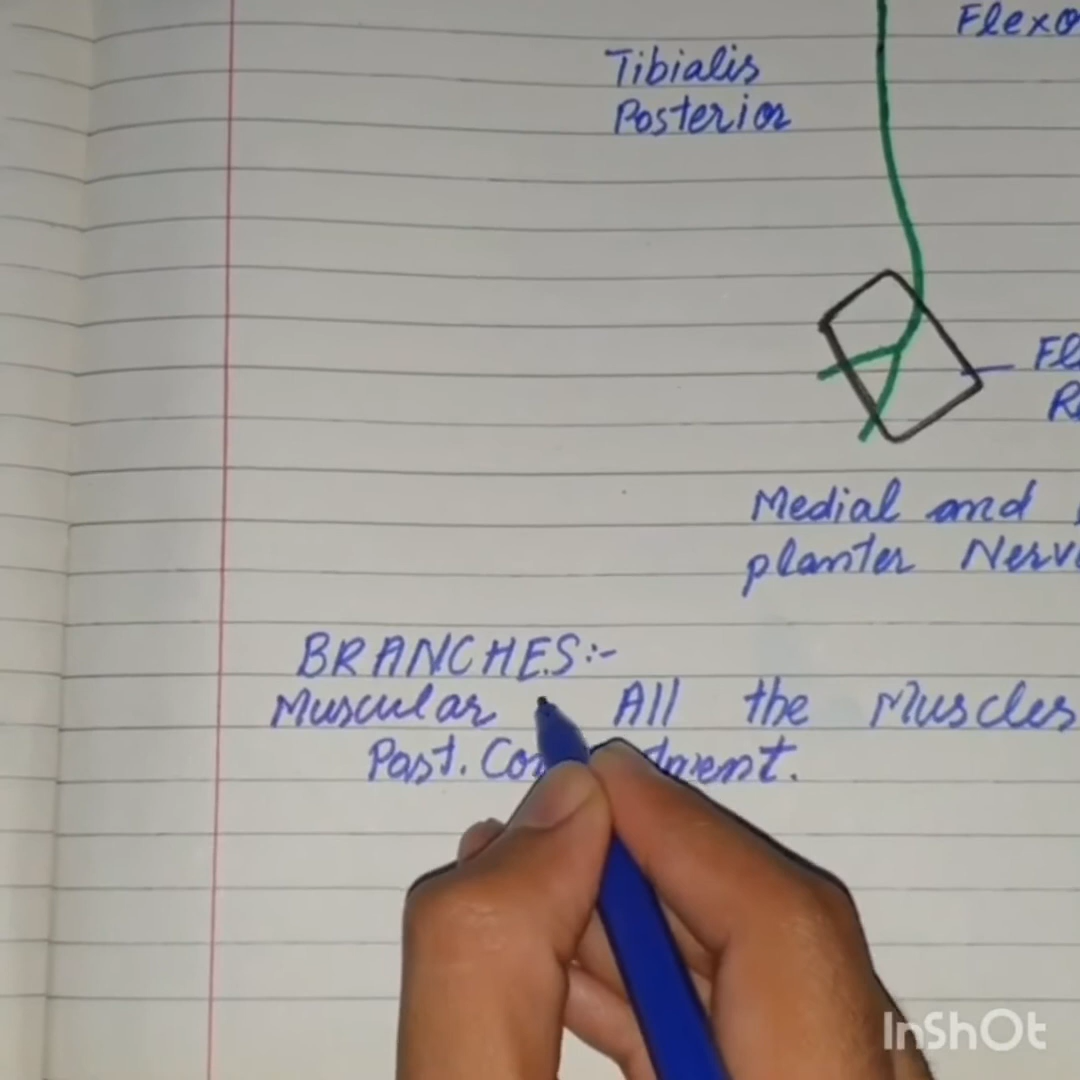 Flexo
Tibialis
Posterior
Fl
R
Medial and
planter Nerv
BRANCHES:-
Muscular All the Muscles
Post.
InShOt